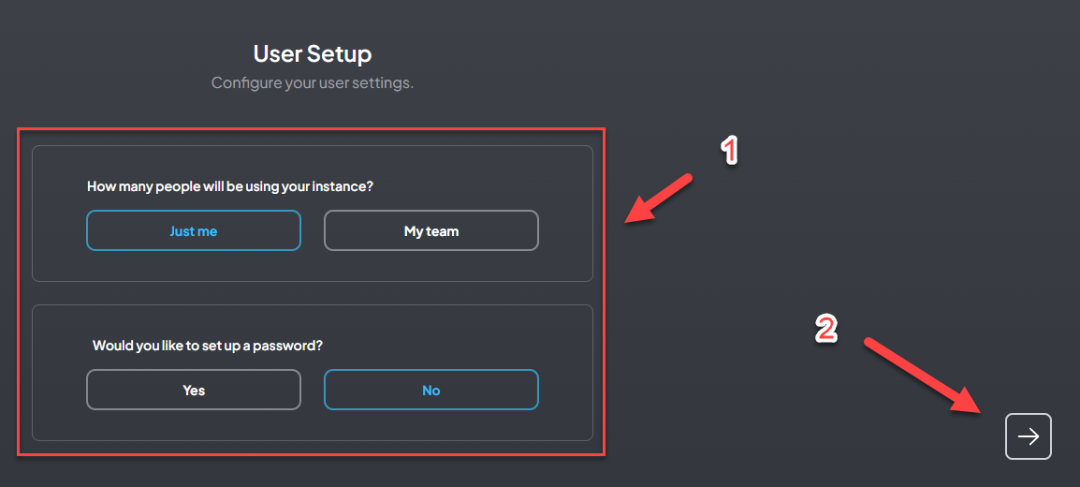 User Setup
Configure your user settings.
1
How many people will be using your instance?
Just me My team
2
Would you like to set up a password?
Yes No